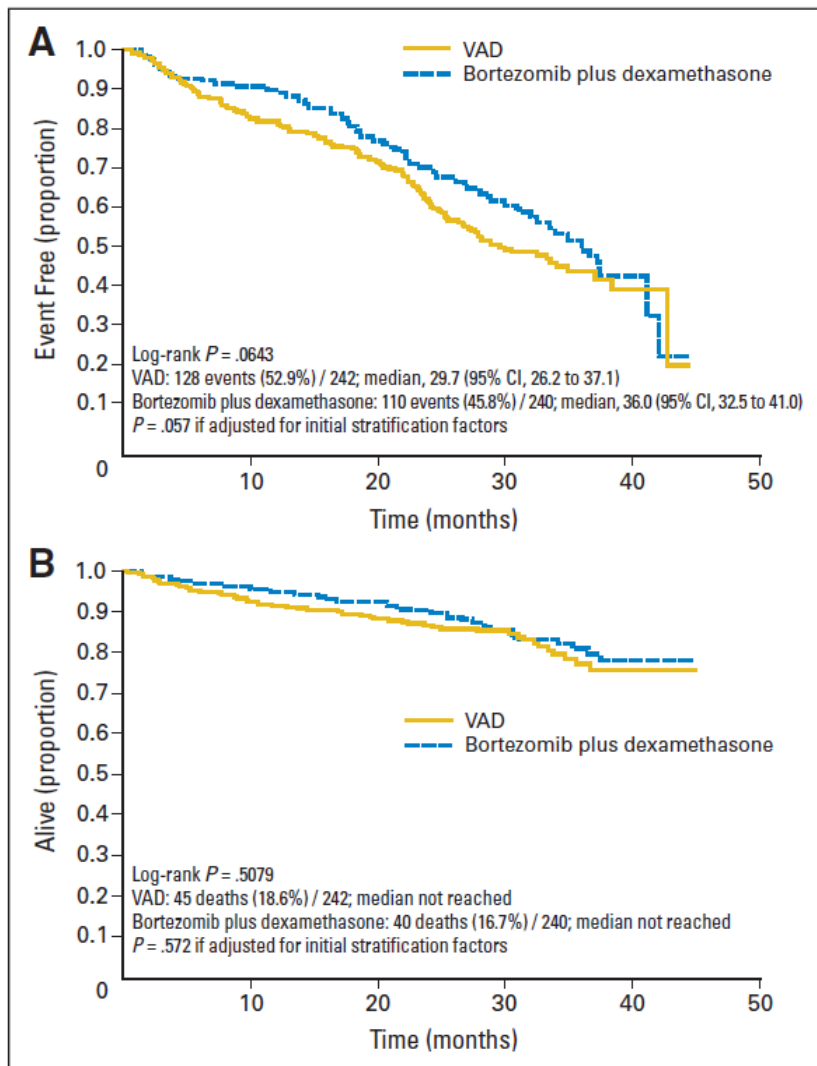 A
VAD
Bortezomib plus dexamethasone
Event Free (proportion)
1.0
0.9
0.8
0.7
0.6
0.5
0.4
0.3
0.2
0.1
0
Log-rank P = .0643
VAD: 128 events (52.9%) / 242; median, 29.7 (95% CI, 26.2 to 37.1)
Bortezomib plus dexamethasone: 110 events (45.8%) / 240; median, 36.0 (95% CI, 32.5 to 41.0)
P = .057 if adjusted for initial stratification factors
10 20 30 40 50
Time (months)
B
Alive (proportion)
1.0
0.9
0.8
0.7
0.6
0.5
0.4
0.3
0.2
0.1
0
VAD
Bortezomib plus dexamethasone
Log-rank P = .5079
VAD: 45 deaths (18.6%) / 242; median not reached
Bortezomib plus dexamethasone: 40 deaths (16.7%) / 240; median not reached
P = .572 if adjusted for initial stratification factors
10 20 30 40 50
Time (months)